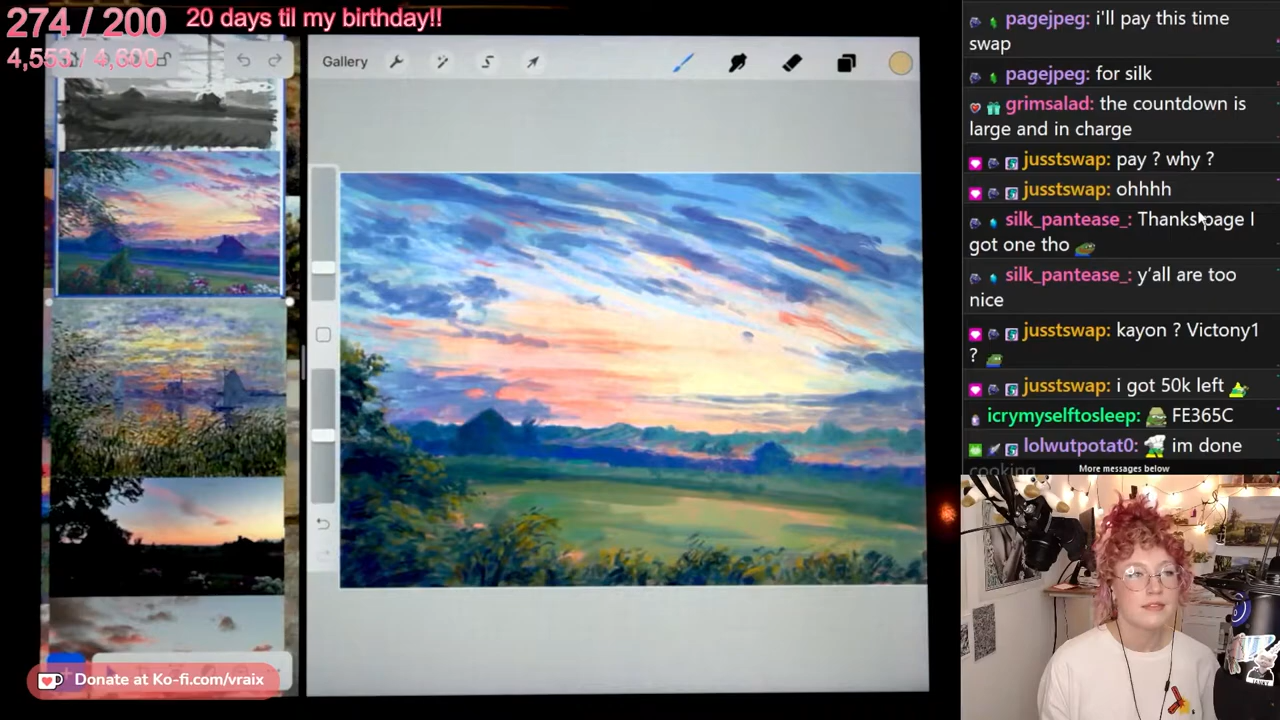 274 / 200
20 days til my birthday!!
4,553 / 4,600
Gallery
Donate at Ko-fi.com/vraix
pagejpeg: i'll pay this time
swap
pagejpeg: for silk
grimsalad: the countdown is
large and in charge
jusstswap: pay ? why ?
jusstswap: ohhhh
silk_pantease_: Thanks page I
got one tho
silk_pantease_: y'all are too
nice
jusstswap: kayon ? Victony1
?
jusstswap: i got 50k left
icrymyselftosleep: FE365C
lolwutpotat0: im done
cooking
More messages below